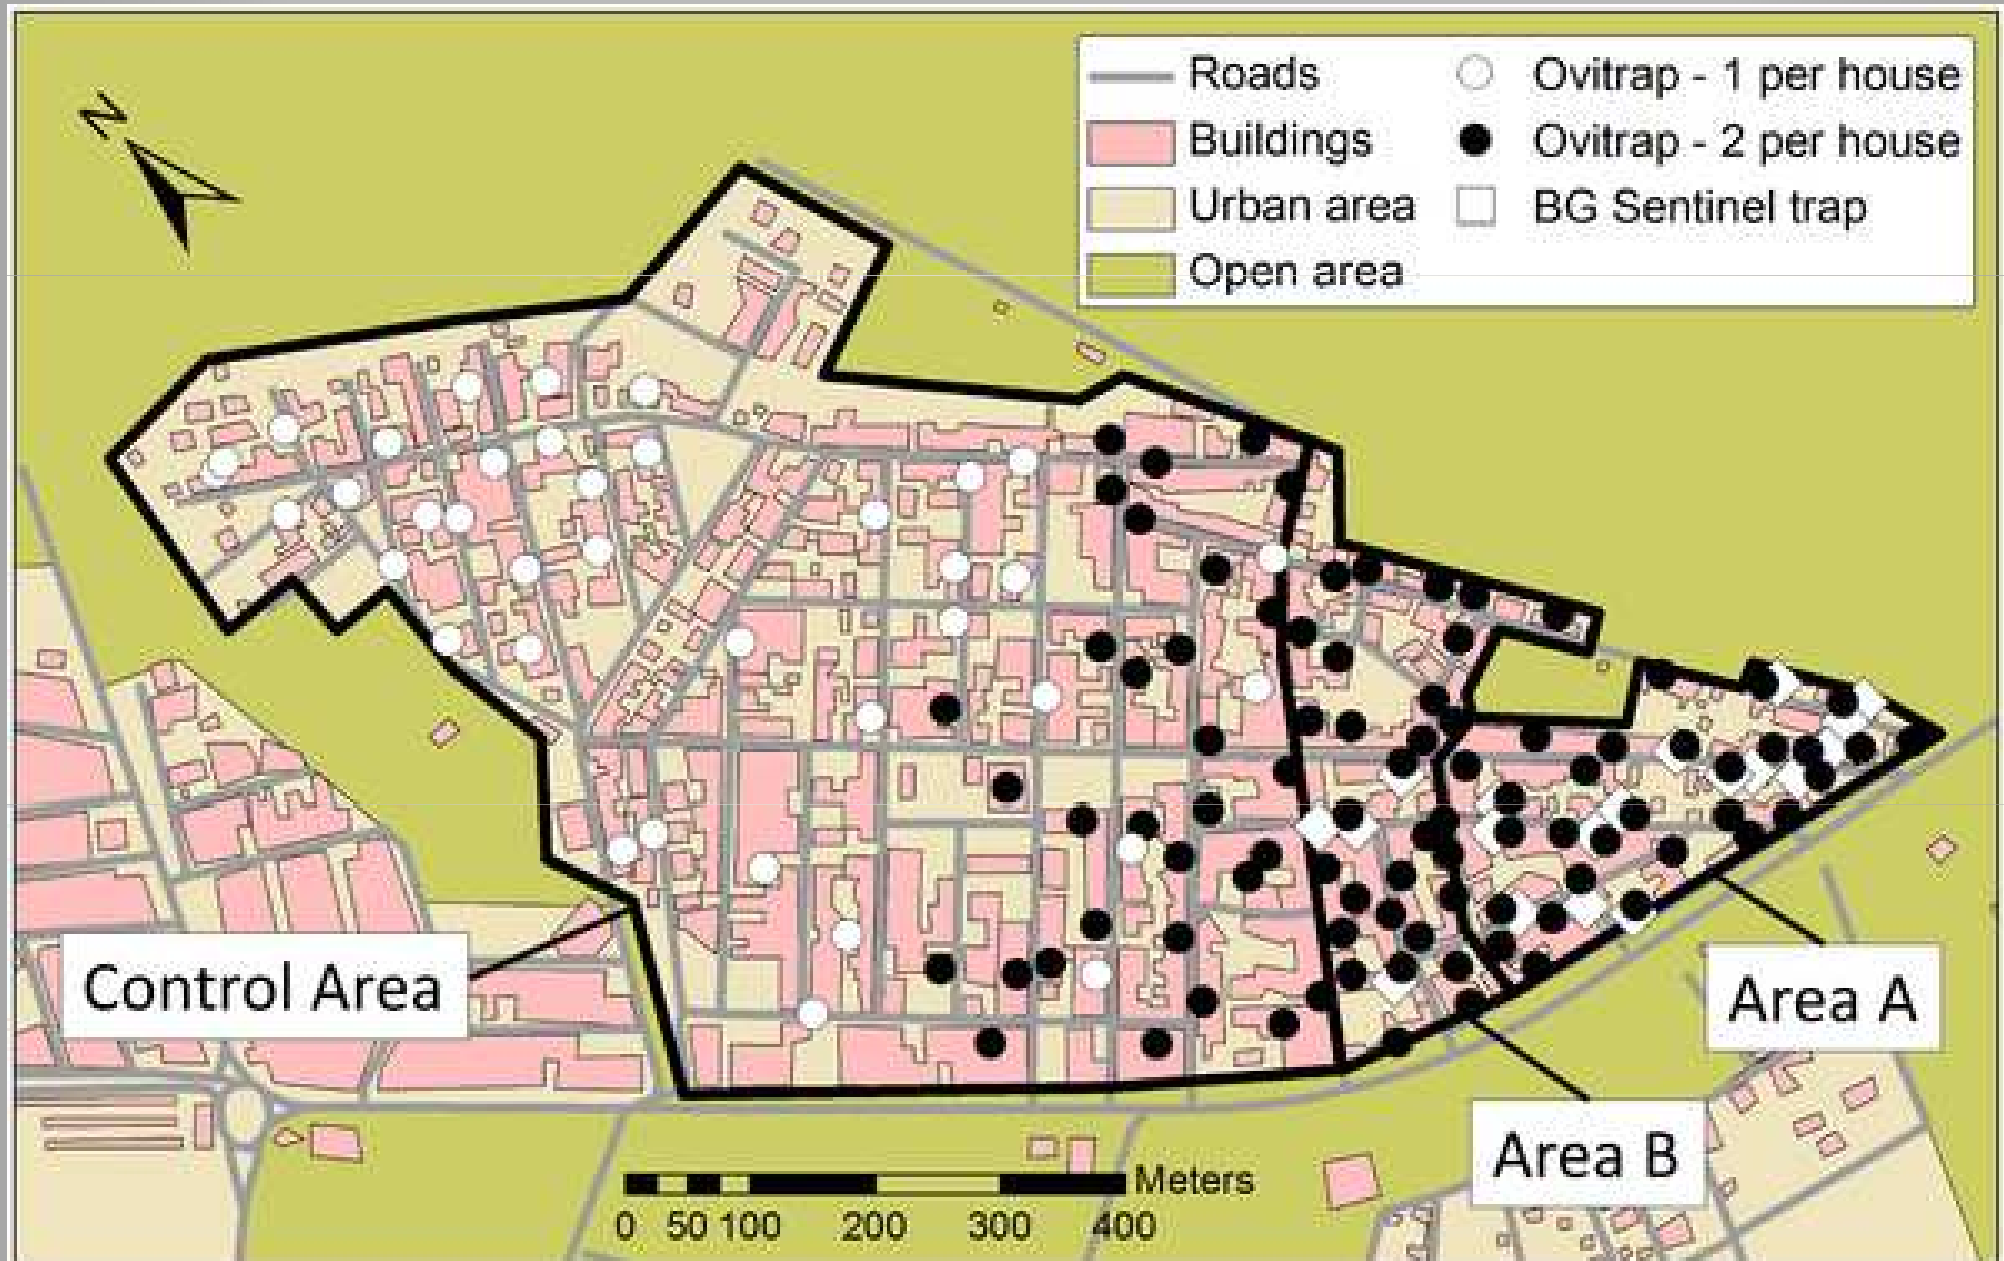 N
Roads
Ovitrap - 1 per house
Buildings
Ovitrap - 2 per house
Urban area
BG Sentinel trap
Open area
Control Area
Area A
Area B
Meters
0 50 100 200 300 400